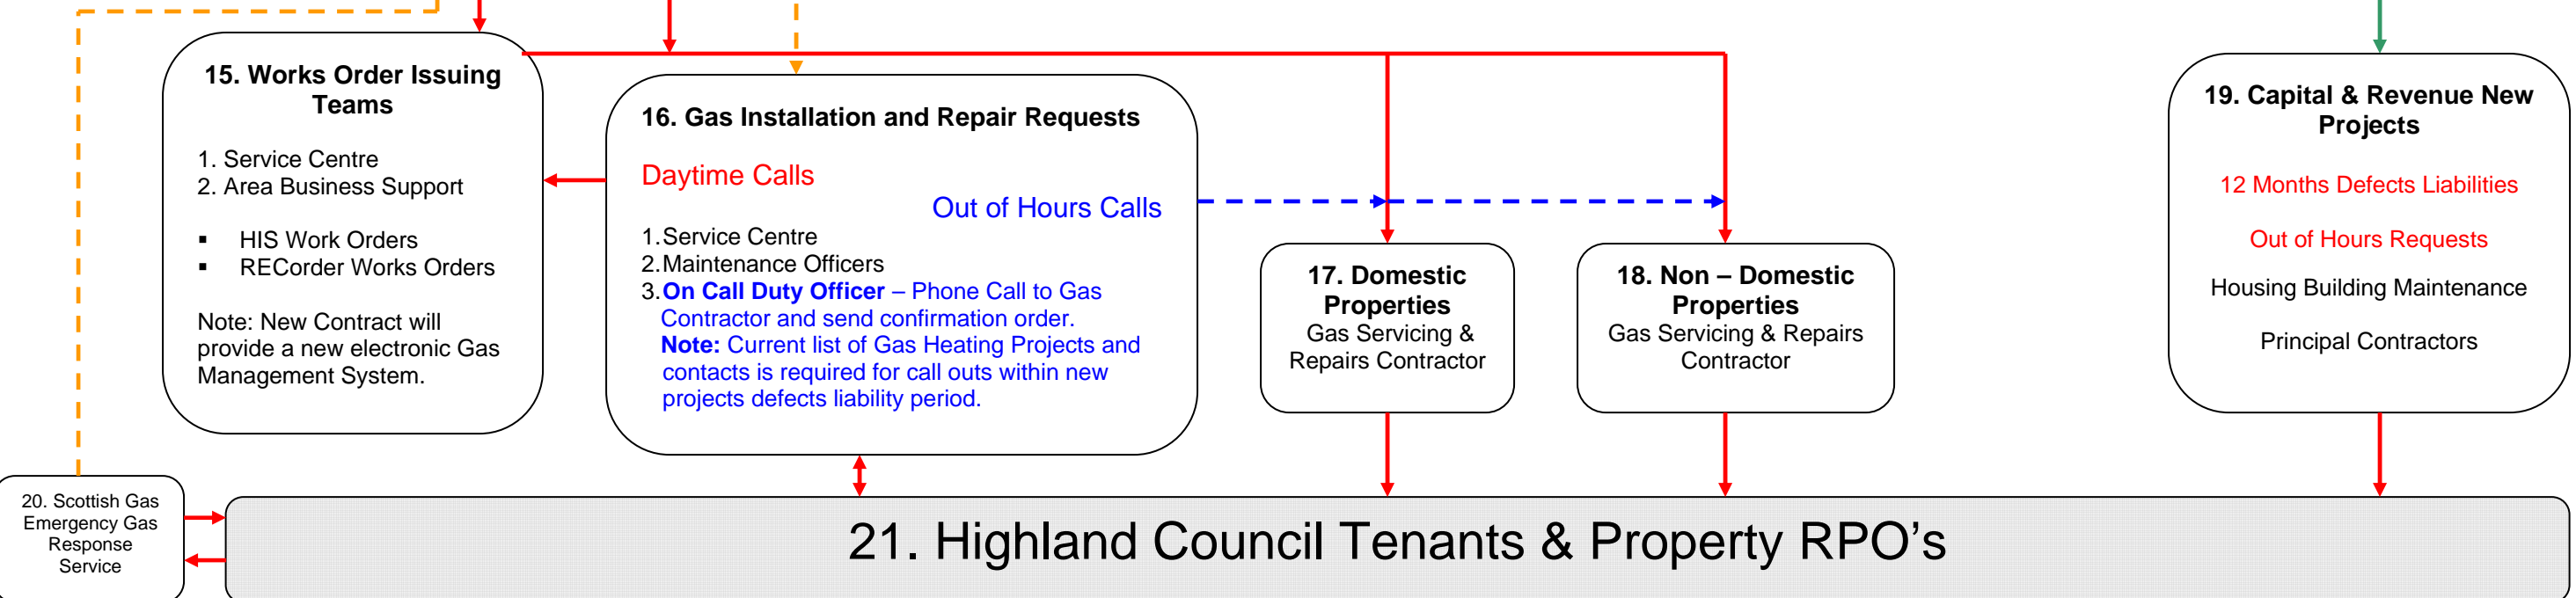 15. Works Order Issuing
Teams
1. Service Centre
2. Area Business Support
▪ HIS Work Orders
▪ RECorder Works Orders
Note: New Contract will
provide a new electronic Gas
Management System.
16. Gas Installation and Repair Requests
Daytime Calls
Out of Hours Calls
1.Service Centre
2.Maintenance Officers
3.On Call Duty Officer – Phone Call to Gas
Contractor and send confirmation order.
Note: Current list of Gas Heating Projects and
contacts is required for call outs within new
projects defects liability period.
17. Domestic
Properties
Gas Servicing &
Repairs Contractor
18. Non – Domestic
Properties
Gas Servicing & Repairs
Contractor
19. Capital & Revenue New
Projects
12 Months Defects Liabilities
Out of Hours Requests
Housing Building Maintenance
Principal Contractors
20. Scottish Gas
Emergency Gas
Response
Service
21. Highland Council Tenants & Property RPO's